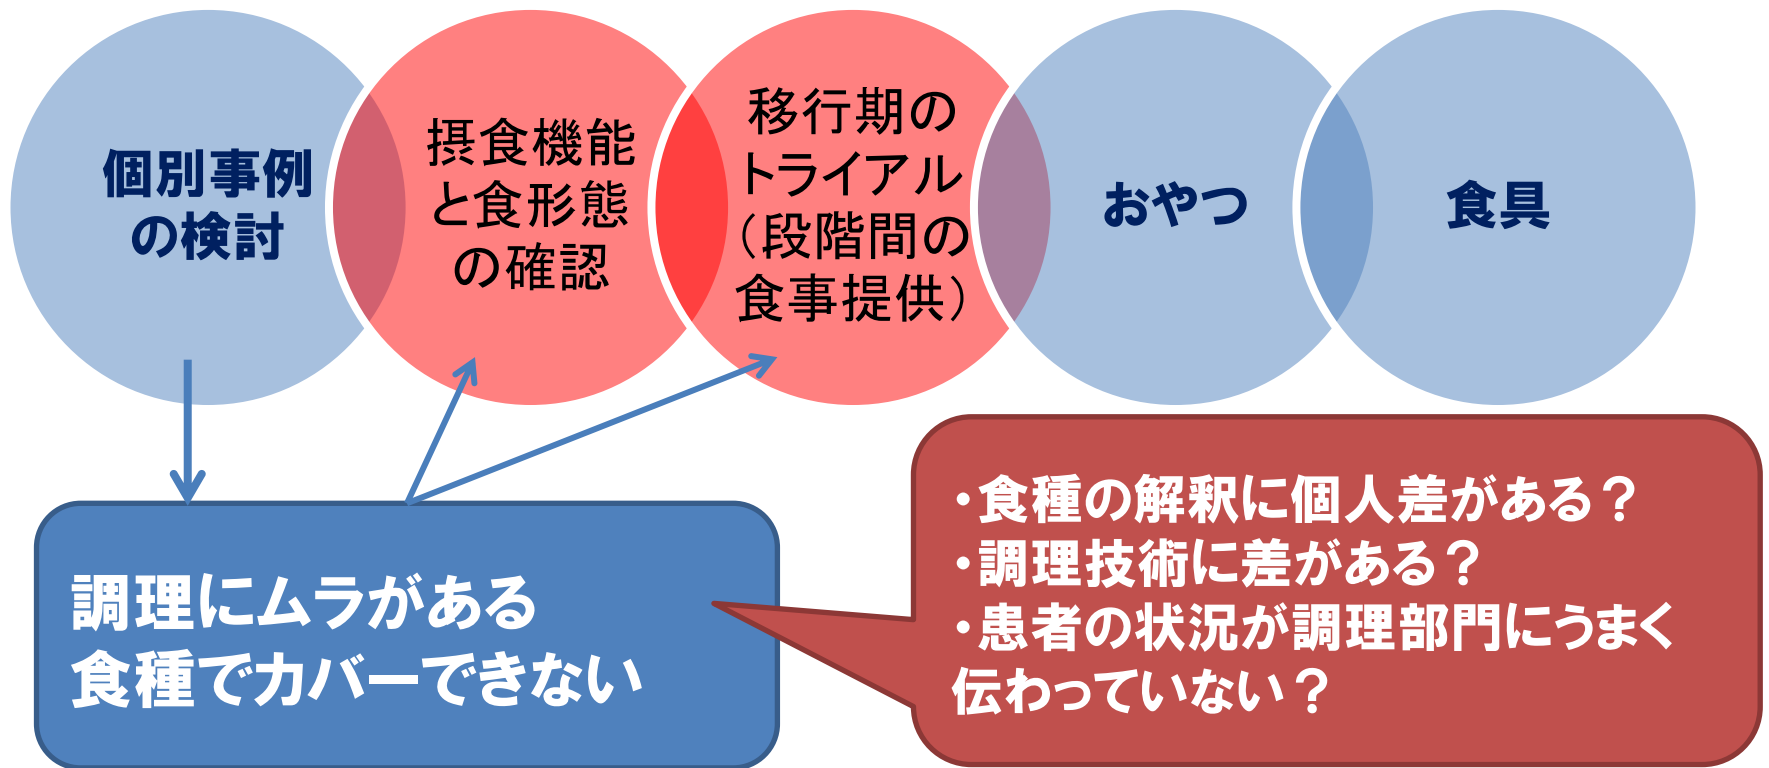 個別事例
の検討
摂食機能
と食形態
の確認
移行期の
トライアル
（段階間の
食事提供）
おやつ
食具
調理にムラがある
食種でカバーできない
・食種の解釈に個人差がある？
・調理技術に差がある？
・患者の状況が調理部門にうまく
伝わっていない？